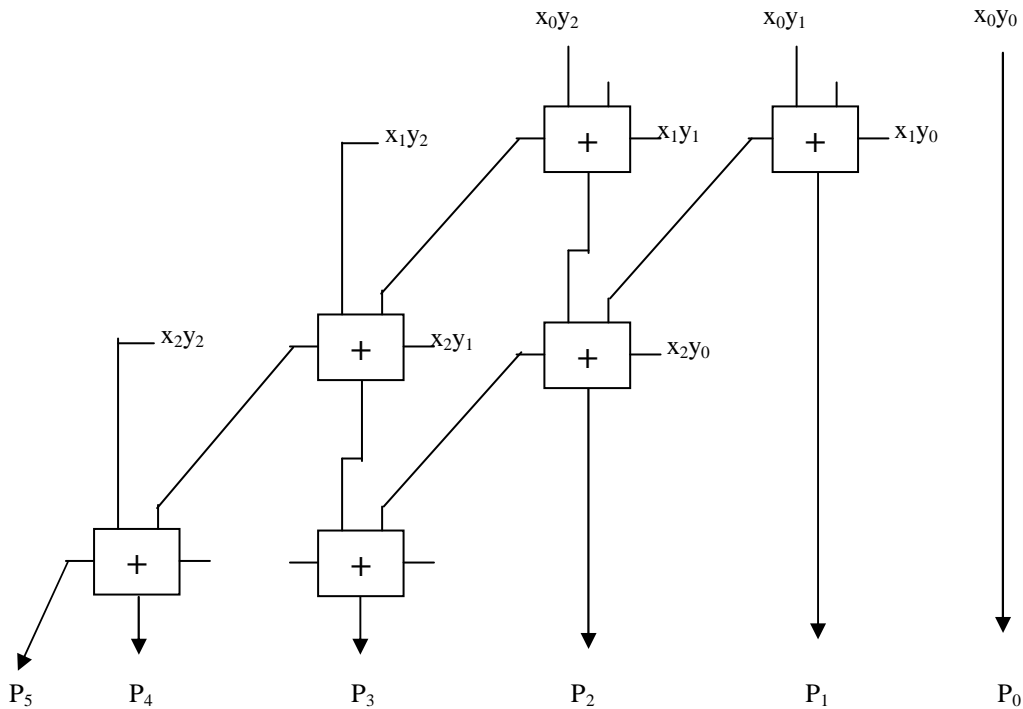 x₀y₂ x₀y₁ x₀y₀
x₁y₂ + x₁y₁ + x₁y₀
x₂y₂ + x₂y₁ + x₂y₀
+ +
P₅ P₄ P₃ P₂ P₁ P₀